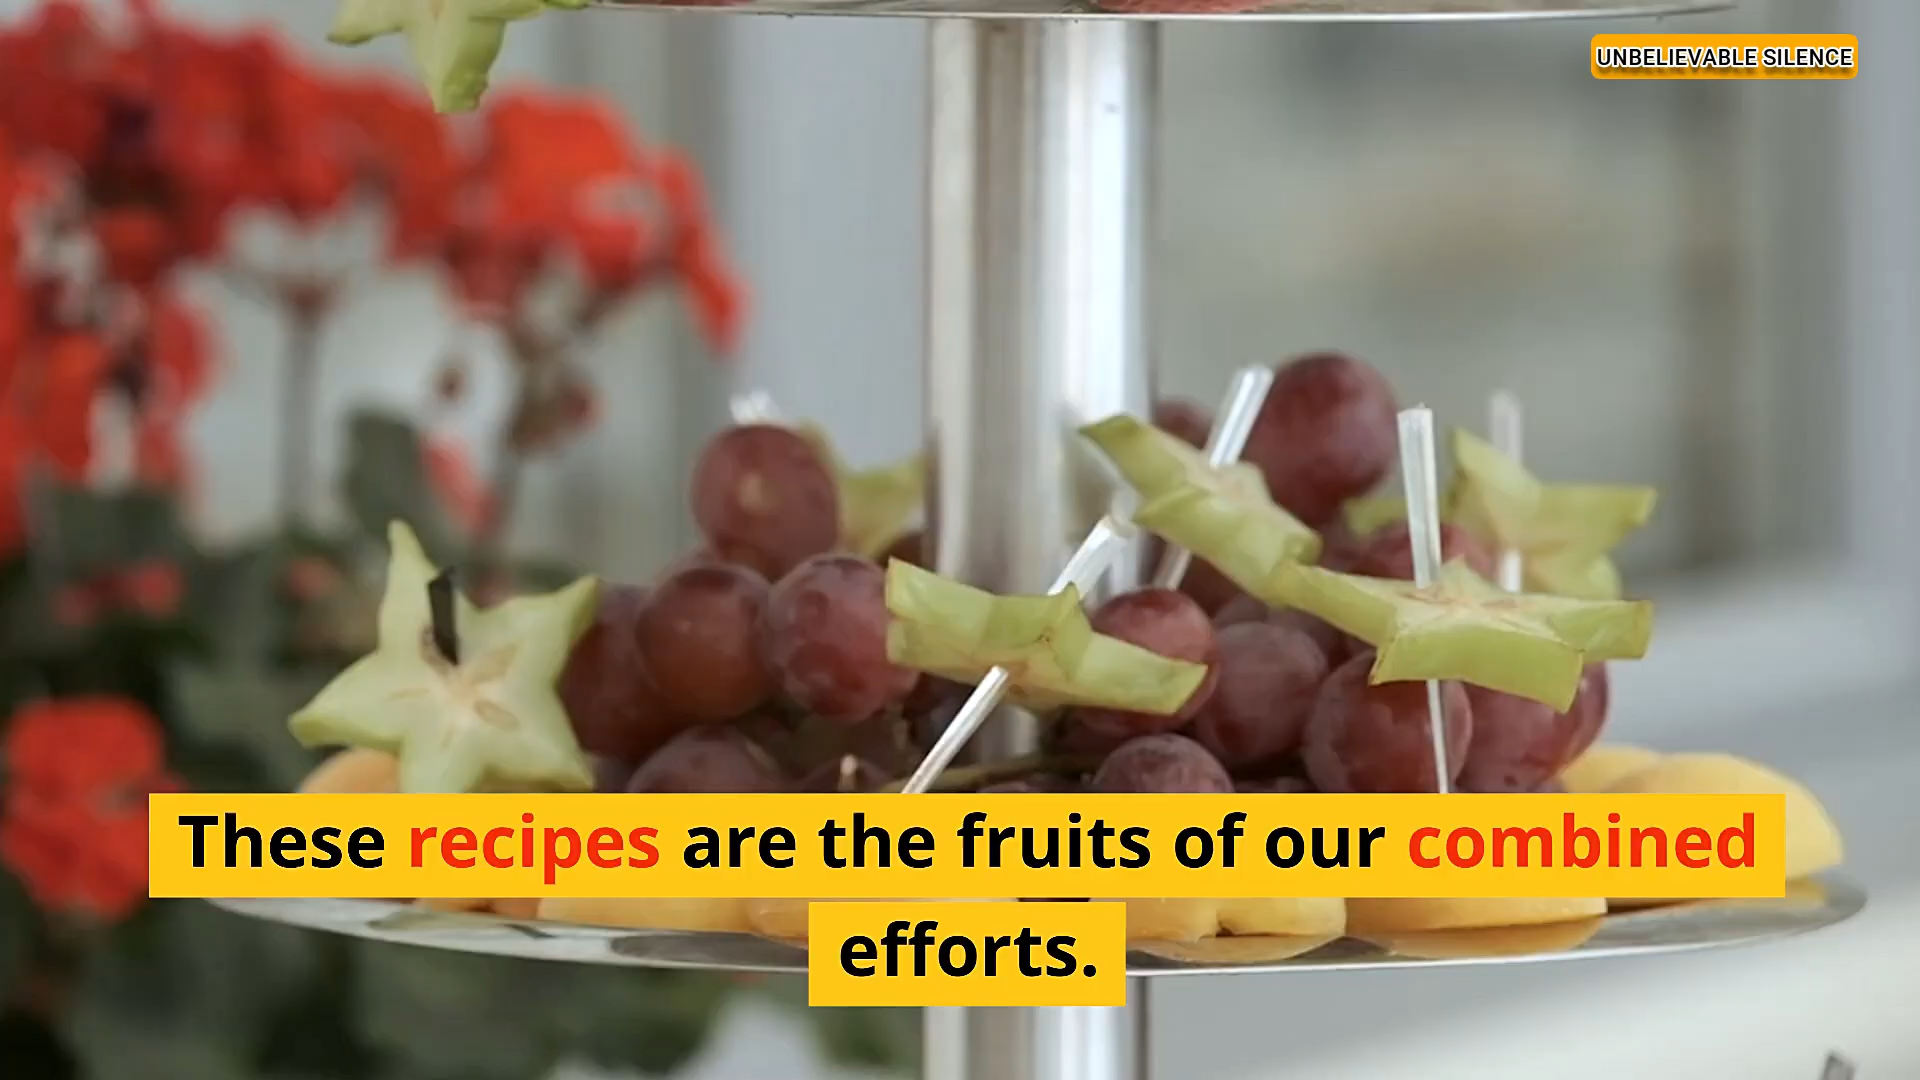 UNBELIEVABLE SILENCE
These recipes are the fruits of our combined
efforts.